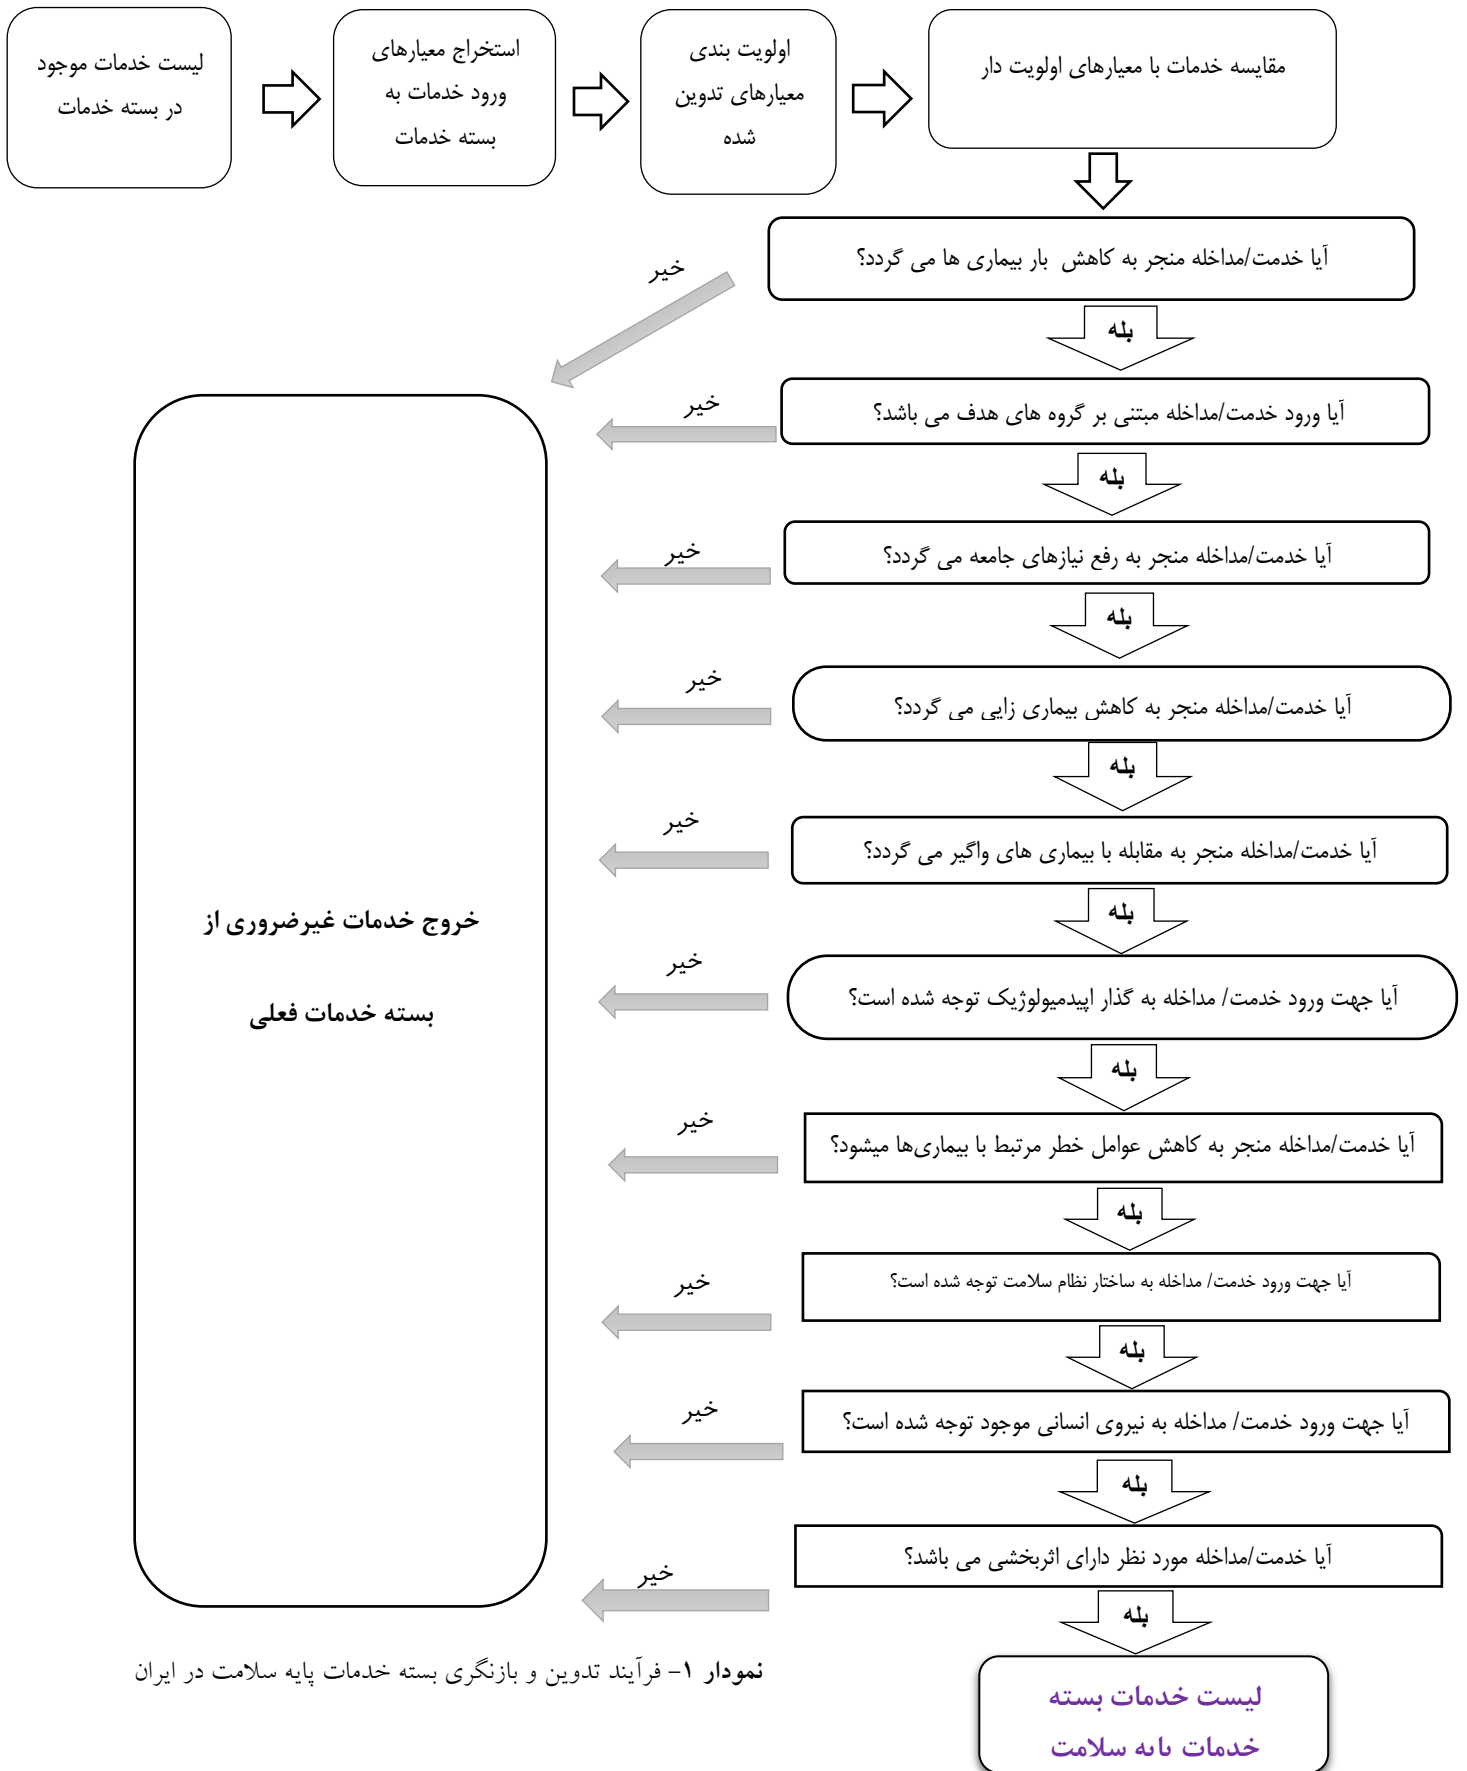 لیست خدمات موجود
در بسته خدمات
استخراج معیارهای
ورود خدمات به
بسته خدمات
اولویت بندی
معیارهای تدوین
شده
مقایسه خدمات با معیارهای اولویت دار
آیا خدمت/مداخله منجر به کاهش بار بیماری ها می گردد؟
خیر
بله
آیا ورود خدمت/مداخله مبتنی بر گروه های هدف می باشد؟
خیر
بله
آیا خدمت/مداخله منجر به رفع نیازهای جامعه می گردد؟
خیر
بله
آیا خدمت/مداخله منجر به کاهش بیماری زایی می گردد؟
خیر
بله
آیا خدمت/مداخله منجر به مقابله با بیماری های واگیر می گردد؟
خیر
بله
آیا جهت ورود خدمت/ مداخله به گذار اپیدمیولوژیک توجه شده است؟
خیر
بله
آیا خدمت/مداخله منجر به کاهش عوامل خطر مرتبط با بیماری‌ها میشود؟
خیر
بله
آیا جهت ورود خدمت/ مداخله به ساختار نظام سلامت توجه شده است؟
خیر
بله
آیا جهت ورود خدمت/ مداخله به نیروی انسانی موجود توجه شده است؟
خیر
بله
آیا خدمت/مداخله مورد نظر دارای اثربخشی می باشد؟
خیر
بله
خروج خدمات غیرضروری از
بسته خدمات فعلی
لیست خدمات بسته
خدمات پایه سلامت
نمودار ۱- فرآیند تدوین و بازنگری بسته خدمات پایه سلامت در ایران